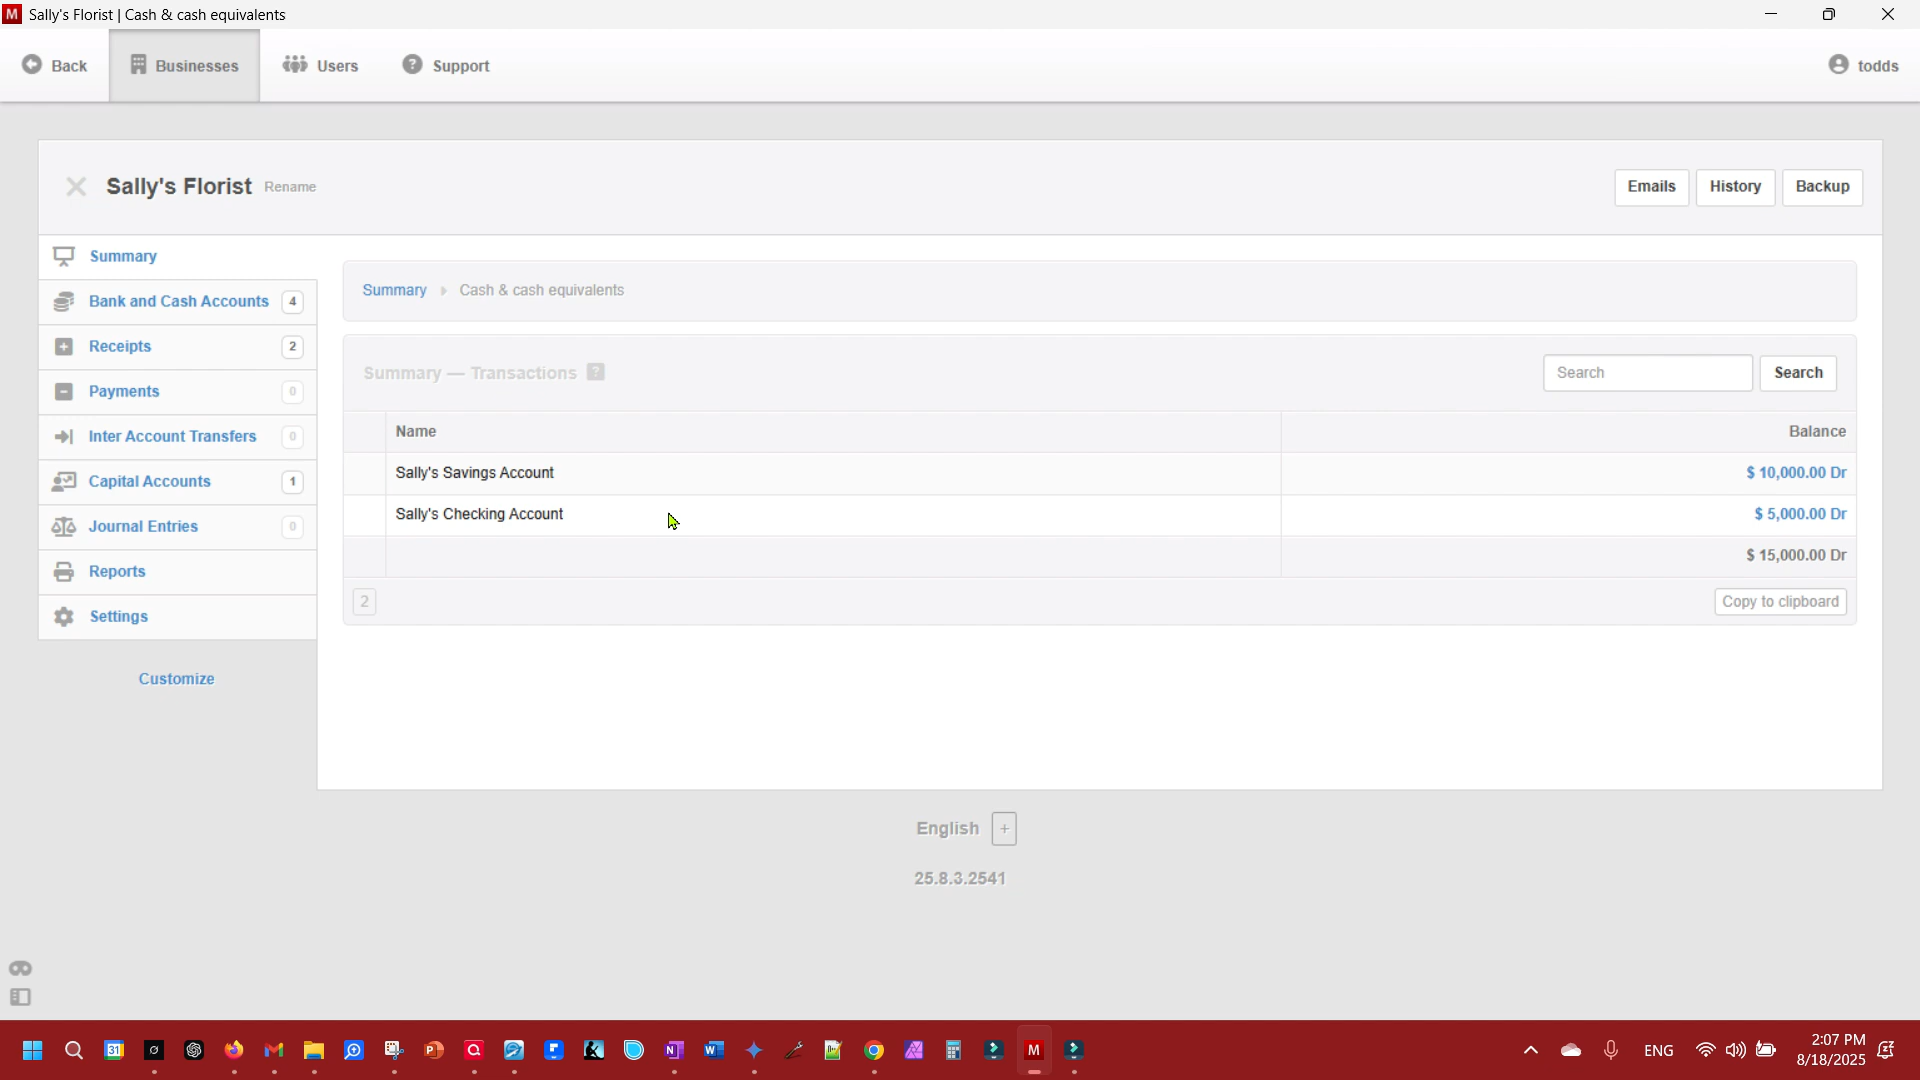 Sally's Florist | Cash & cash equivalents
Back
Businesses
Users
Support
todds
Sally's Florist Rename
Emails
History
Backup
Summary
Bank and Cash Accounts 4
Receipts 2
Payments 0
Inter Account Transfers 0
Capital Accounts 1
Journal Entries 0
Reports
Settings
Customize
Summary Cash & cash equivalents
Summary — Transactions ?
Search
Search
Name Balance
Sally's Savings Account $ 10,000.00 Dr
Sally's Checking Account $ 5,000.00 Dr
$ 15,000.00 Dr
2
Copy to clipboard
English +
25.8.3.2541
ENG
2:07 PM
8/18/2025